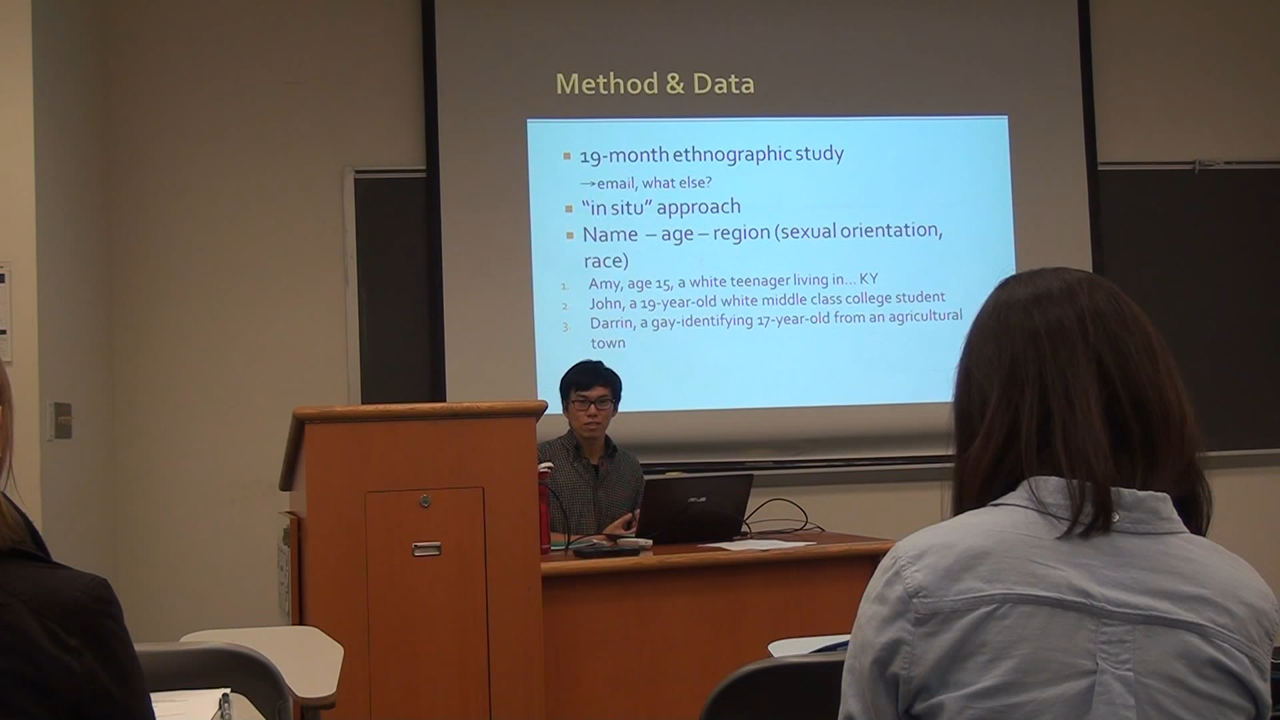 Method & Data
19-month ethnographic study
→email, what else?
"in situ" approach
Name – age – region (sexual orientation,
race)
1. Amy, age 15, a white teenager living in... KY
2. John, a 19-year-old white middle class college student
3. Darrin, a gay-identifying 17-year-old from an agricultural
town
ASUS